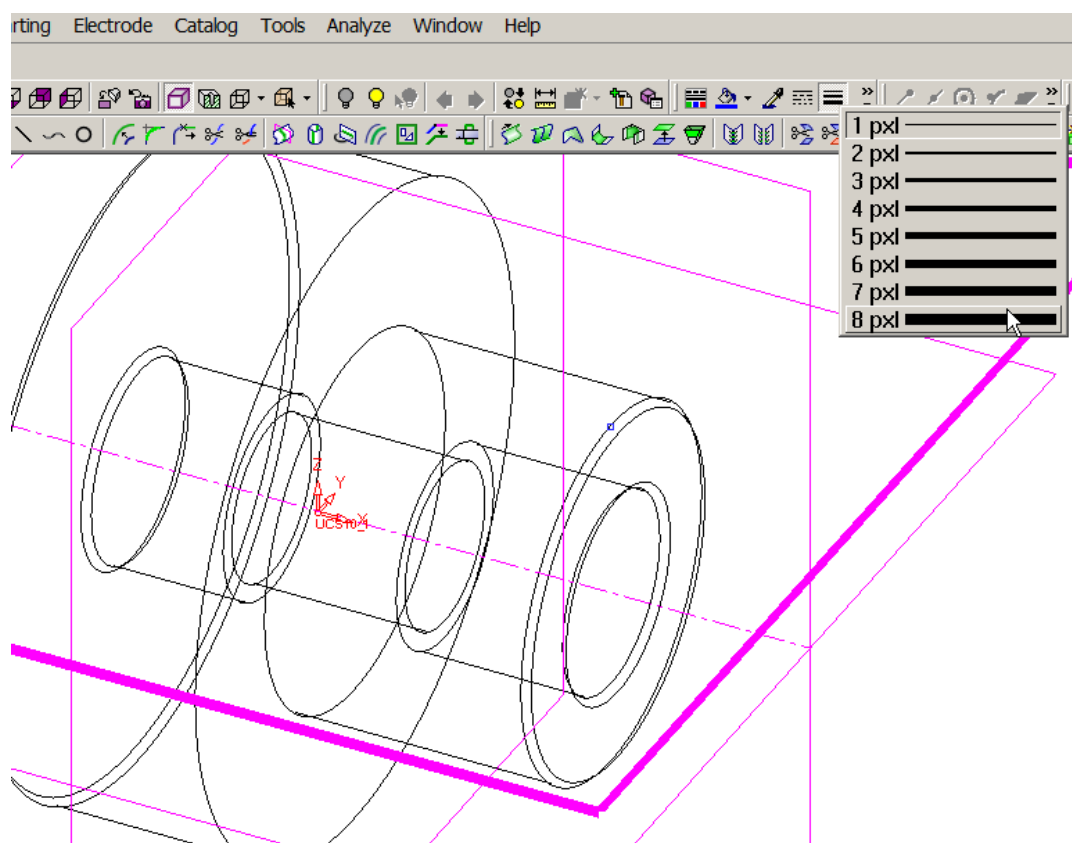 rting Electrode Catalog Tools Analyze Window Help
1 pxl
2 pxl
3 pxl
4 pxl
5 pxl
6 pxl
7 pxl
8 pxl
Z
Y
X